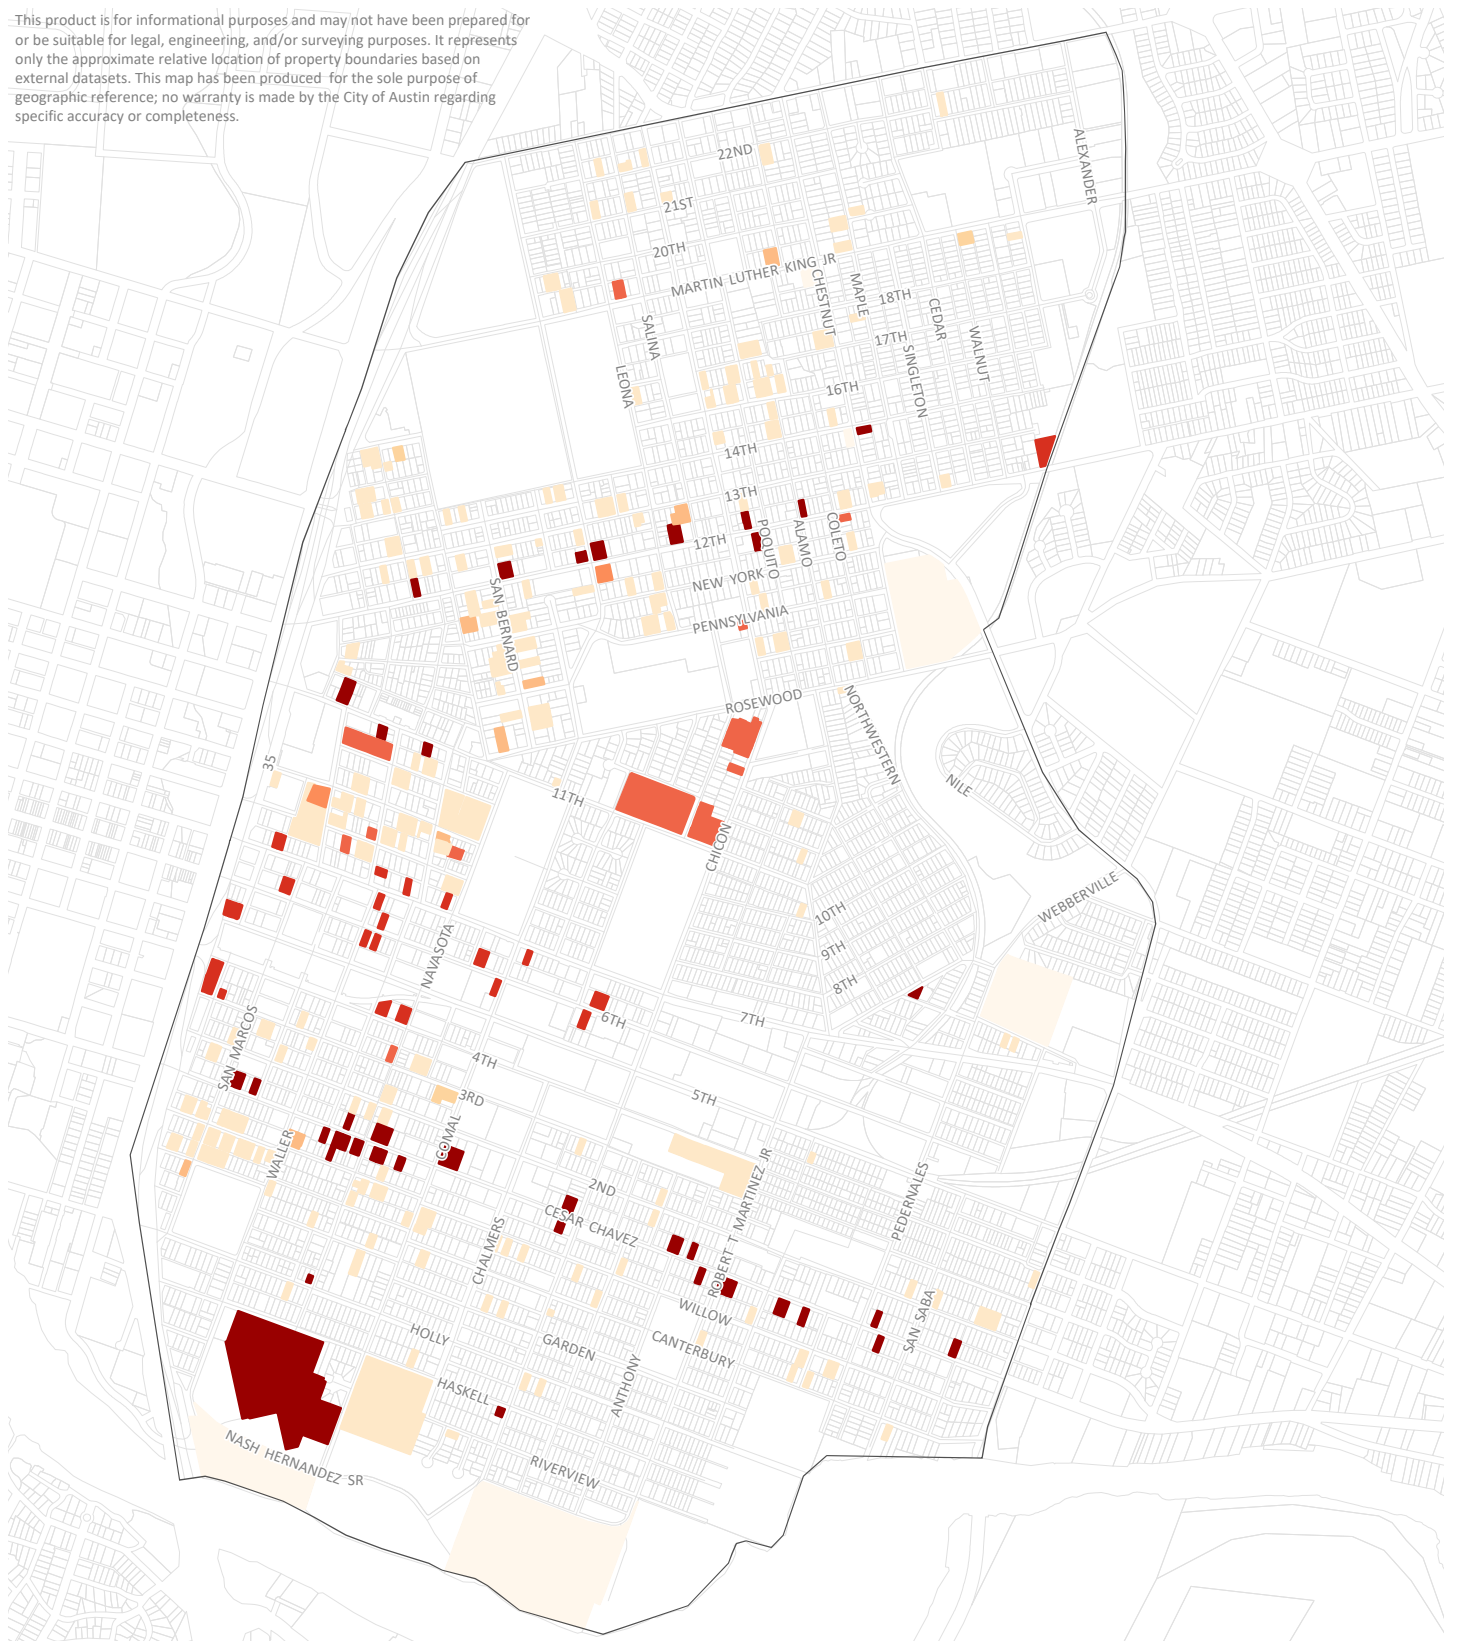 This product is for informational purposes and may not have been prepared for
or be suitable for legal, engineering, and/or surveying purposes. It represents
only the approximate relative location of property boundaries based on
external datasets. This map has been produced for the sole purpose of
geographic reference; no warranty is made by the City of Austin regarding
specific accuracy or completeness.
22ND
ALEXANDER
21ST
20TH
MARTIN LUTHER KING JR
CHESTNUT
MAPLE
18TH
CEDAR
SALINA
17TH
WALNUT
SINGLETON
LEONA
16TH
14TH
13TH
12TH
POQUITO
ALAMO
COLETO
NEW YORK
SAN BERNARD
PENNSYLVANIA
ROSEWOOD
NORTHWESTERN
35
NILE
11TH
CHICON
WEBBERVILLE
10TH
9TH
NAVASOTA
8TH
6TH
7TH
SAN MARCOS
4TH
3RD
5TH
COMAL
WALLER
2ND
ROBERT T MARTINEZ JR
PEDERNALES
CESAR CHAVEZ
CHALMERS
WILLOW
SAN SABA
HOLLY
GARDEN
CANTERBURY
ANTHONY
HASKELL
NASH HERNANDEZ SR
RIVERVIEW